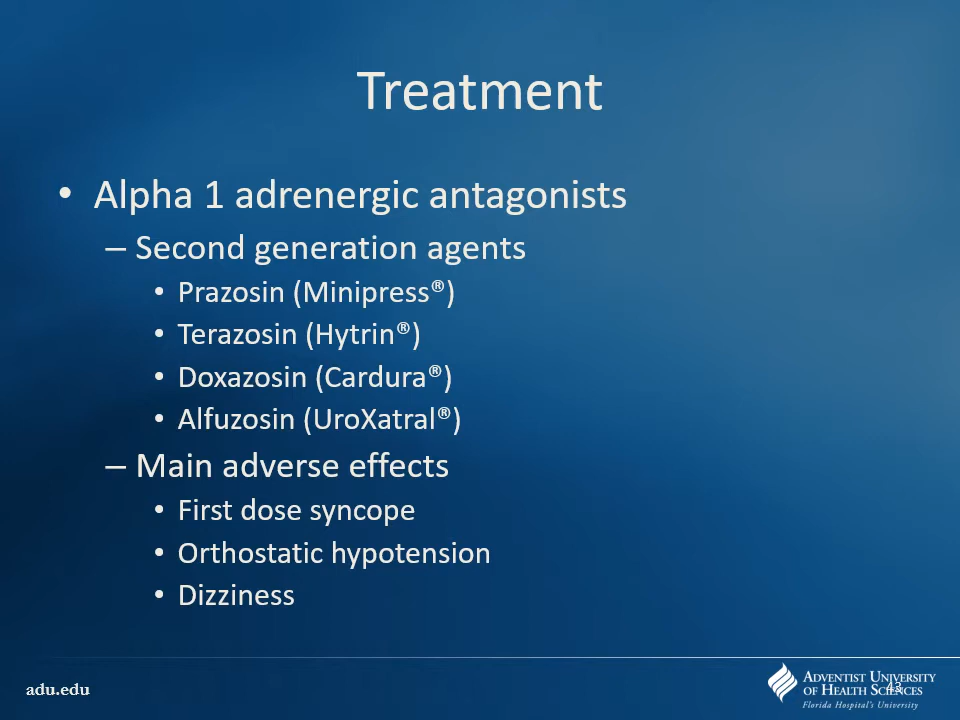 Treatment
• Alpha 1 adrenergic antagonists
– Second generation agents
• Prazosin (Minipress®)
• Terazosin (Hytrin®)
• Doxazosin (Cardura®)
• Alfuzosin (UroXatral®)
– Main adverse effects
• First dose syncope
• Orthostatic hypotension
• Dizziness
adu.edu
ADVENTIST UNIVERSITY
OF HEALTH SCIENCES
Florida Hospital's University
43